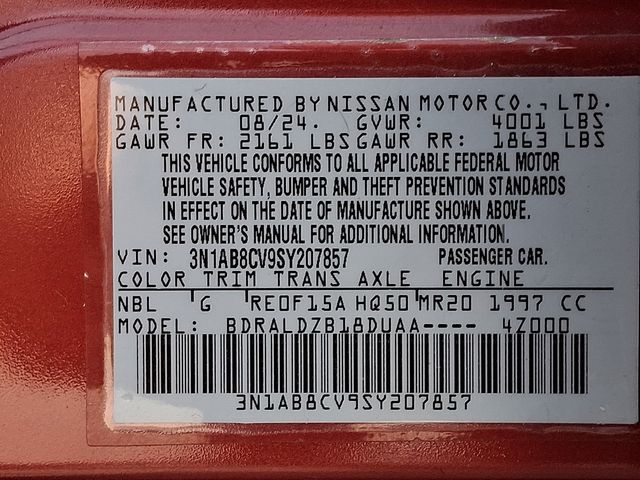 MANUFACTURED BY NISSAN MOTOR CO., LTD.
DATE: 08/24. GVWR: 4001 LBS
GAWR FR: 2161 LBS GAWR RR: 1863 LBS
THIS VEHICLE CONFORMS TO ALL APPLICABLE FEDERAL MOTOR
VEHICLE SAFETY, BUMPER AND THEFT PREVENTION STANDARDS
IN EFFECT ON THE DATE OF MANUFACTURE SHOWN ABOVE.
SEE OWNER'S MANUAL FOR ADDITIONAL INFORMATION.
VIN: 3N1AB8CV9SY207857 PASSENGER CAR.
COLOR TRIM TRANS AXLE ENGINE
NBL G RE0F15A HQ50 MR20 1997 CC
MODEL: BDRALDZB18DUAA---- 4Z000
3N1AB8CV9SY207857